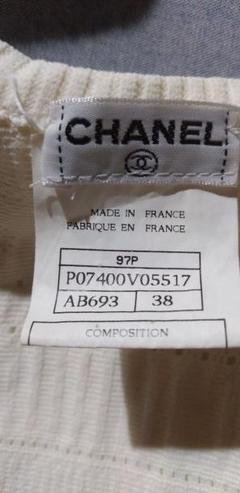 CHANEL
MADE IN FRANCE
FABRIQUE EN FRANCE
97P
P07400V05517
AB693 38
COMPOSITION